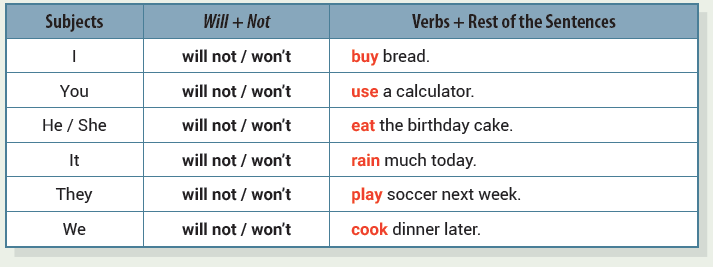 Subjects Will + Not Verbs + Rest of the Sentences
I will not / won't buy bread.
You will not / won't use a calculator.
He / She will not / won't eat the birthday cake.
It will not / won't rain much today.
They will not / won't play soccer next week.
We will not / won't cook dinner later.